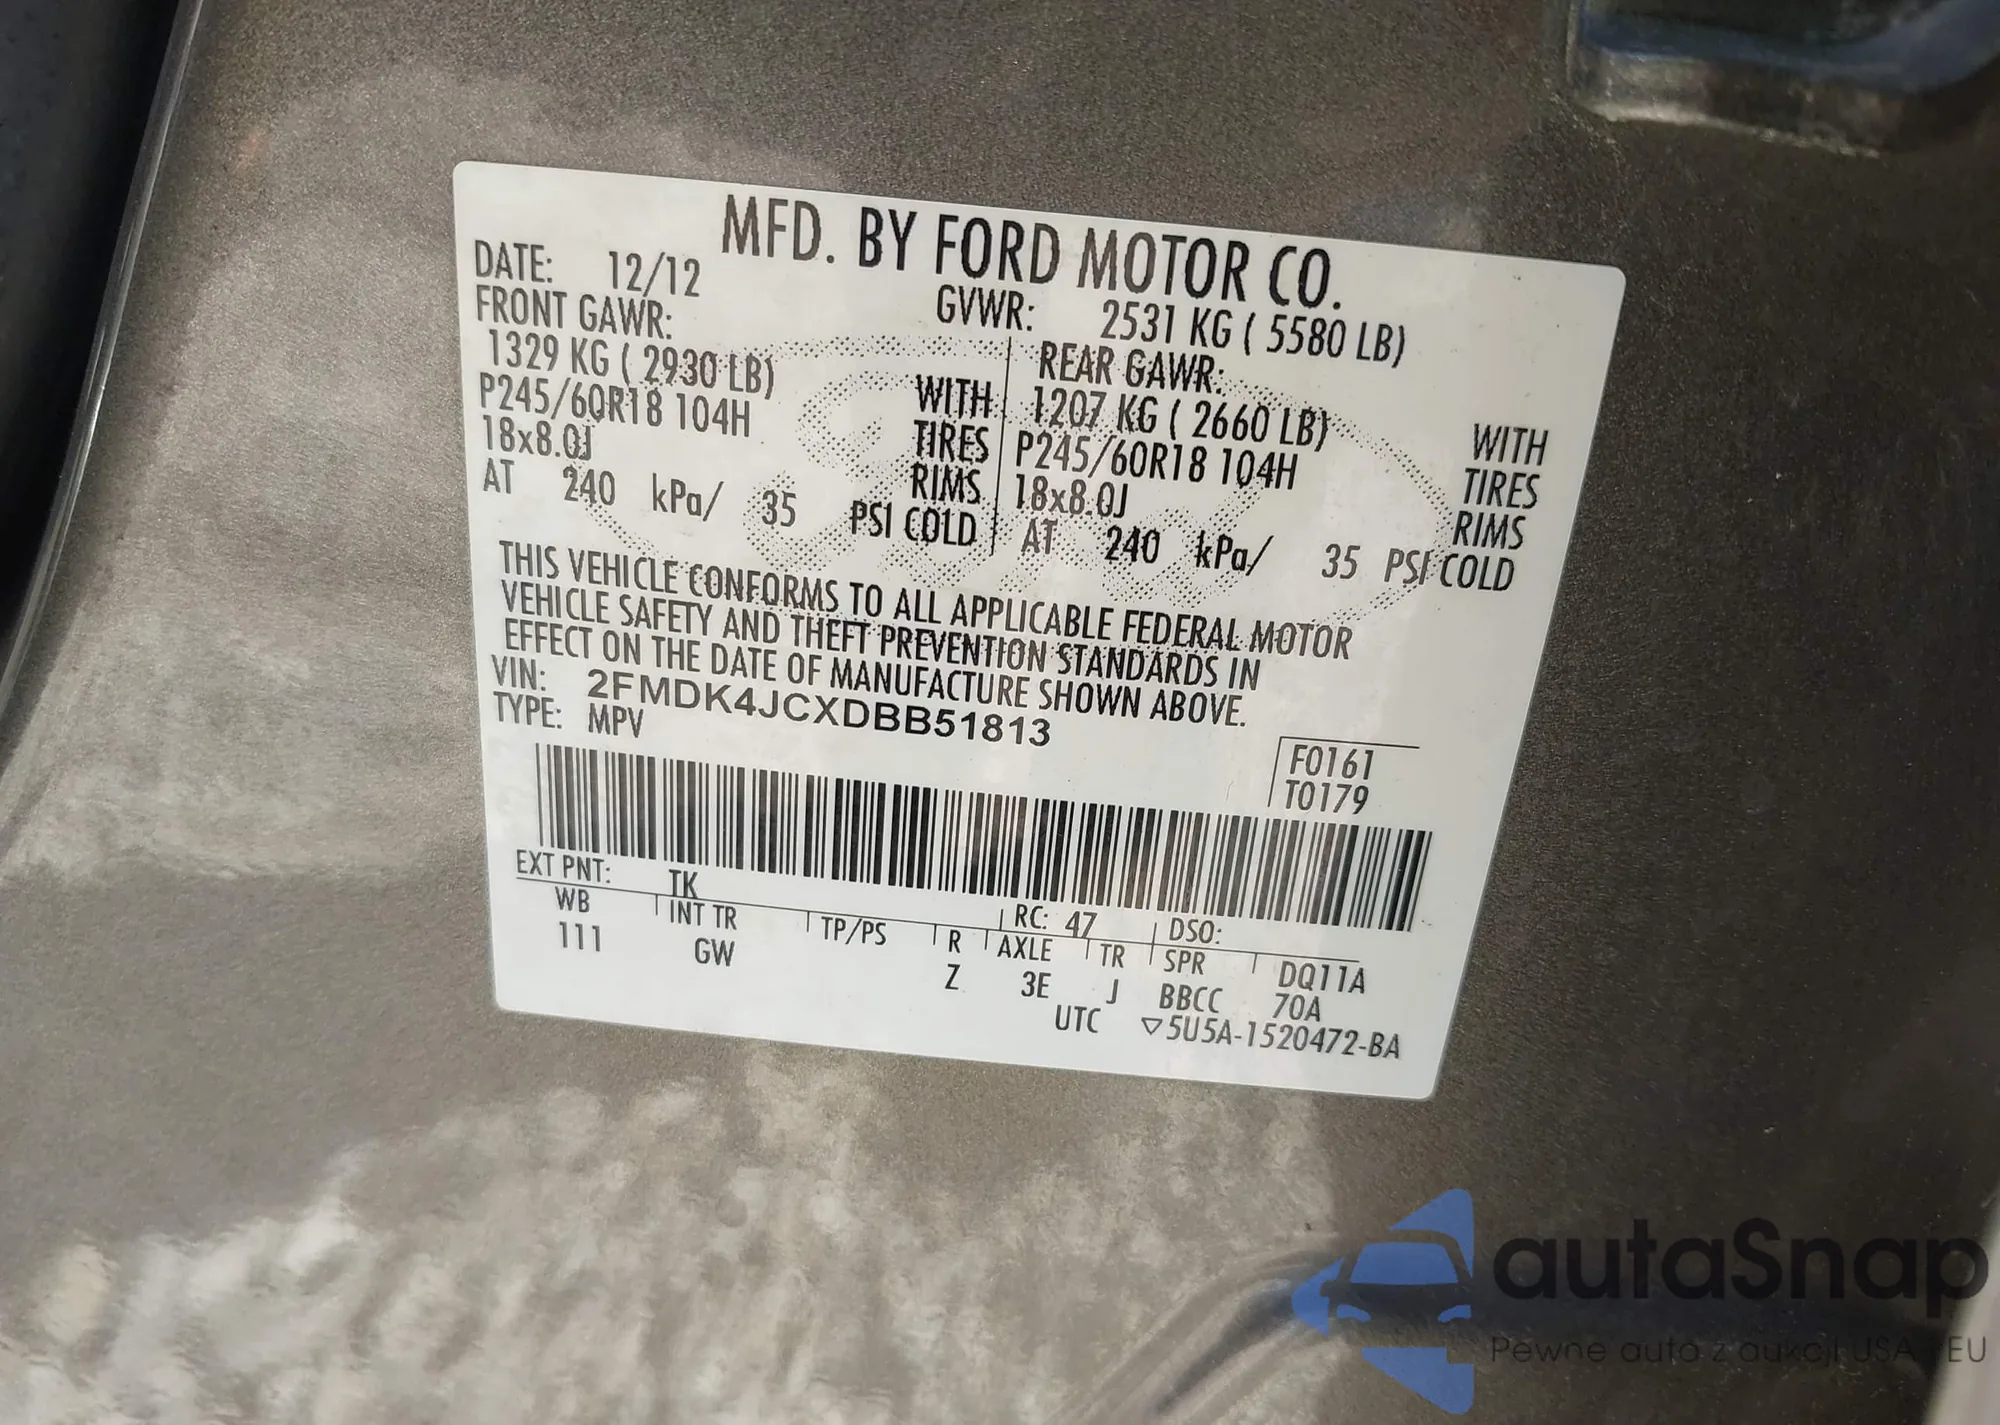 MFD. BY FORD MOTOR CO.
DATE: 12/12 GVWR: 2531 KG ( 5580 LB)
FRONT GAWR: REAR GAWR:
1329 KG ( 2930 LB) WITH 1207 KG ( 2660 LB) WITH
P245/60R18 104H TIRES P245/60R18 104H TIRES
18x8.0J RIMS 18x8.0J RIMS
AT 240 kPa/ 35 PSI COLD AT 240 kPa/ 35 PSI COLD
THIS VEHICLE CONFORMS TO ALL APPLICABLE FEDERAL MOTOR
VEHICLE SAFETY AND THEFT PREVENTION STANDARDS IN
EFFECT ON THE DATE OF MANUFACTURE SHOWN ABOVE.
VIN: 2FMDK4JCXDBB51813
TYPE: MPV
F0161
T0179
EXT PNT: TK RC: 47 DSO:
WB INT TR TP/PS R AXLE TR SPR DQ11A
111 GW Z 3E J BBCC 70A
UTC ▽5U5A-1520472-BA
autaSnap
Pewne auto z aukcji USA i EU